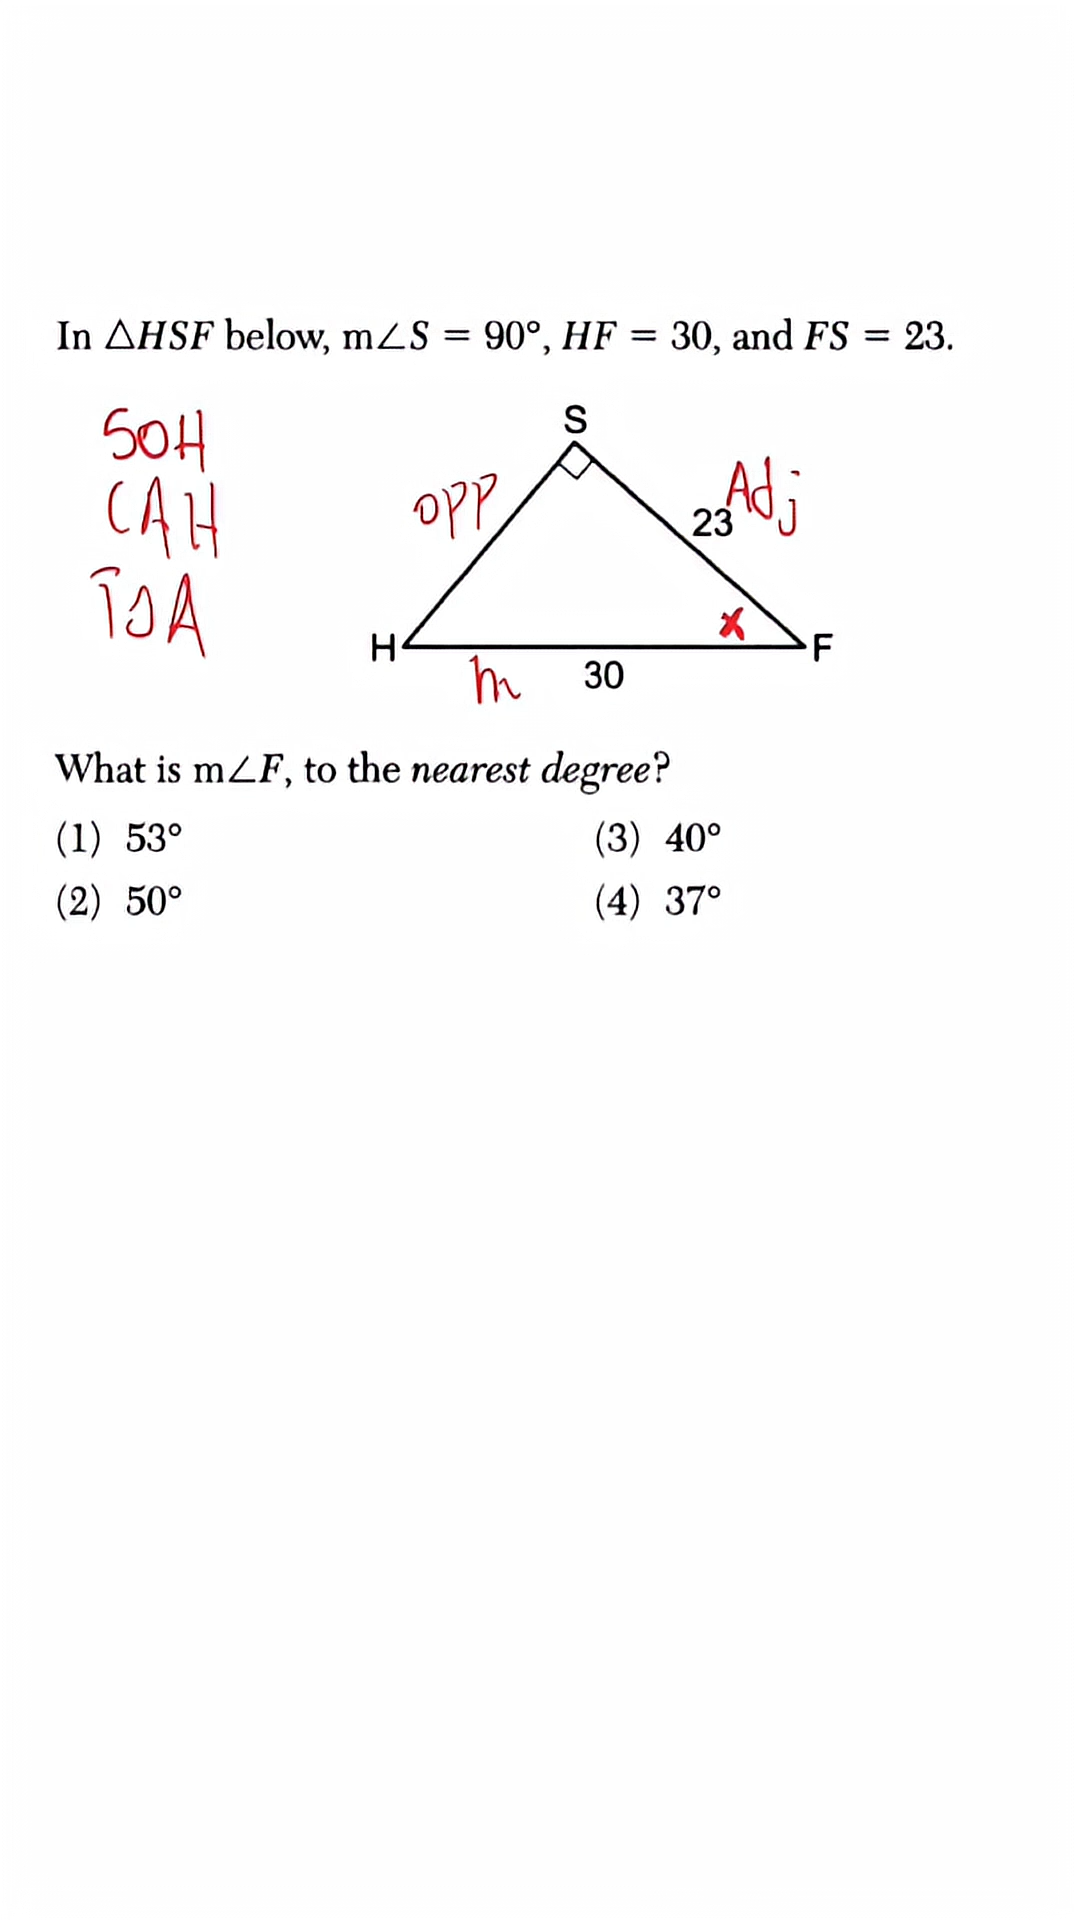 In △HSF below, m∠S = 90°, HF = 30, and FS = 23.
SOH
CAH
TOA
S
opp
Adj
23
x
H
F
h
30
What is m∠F, to the nearest degree?
(1) 53°
(3) 40°
(2) 50°
(4) 37°